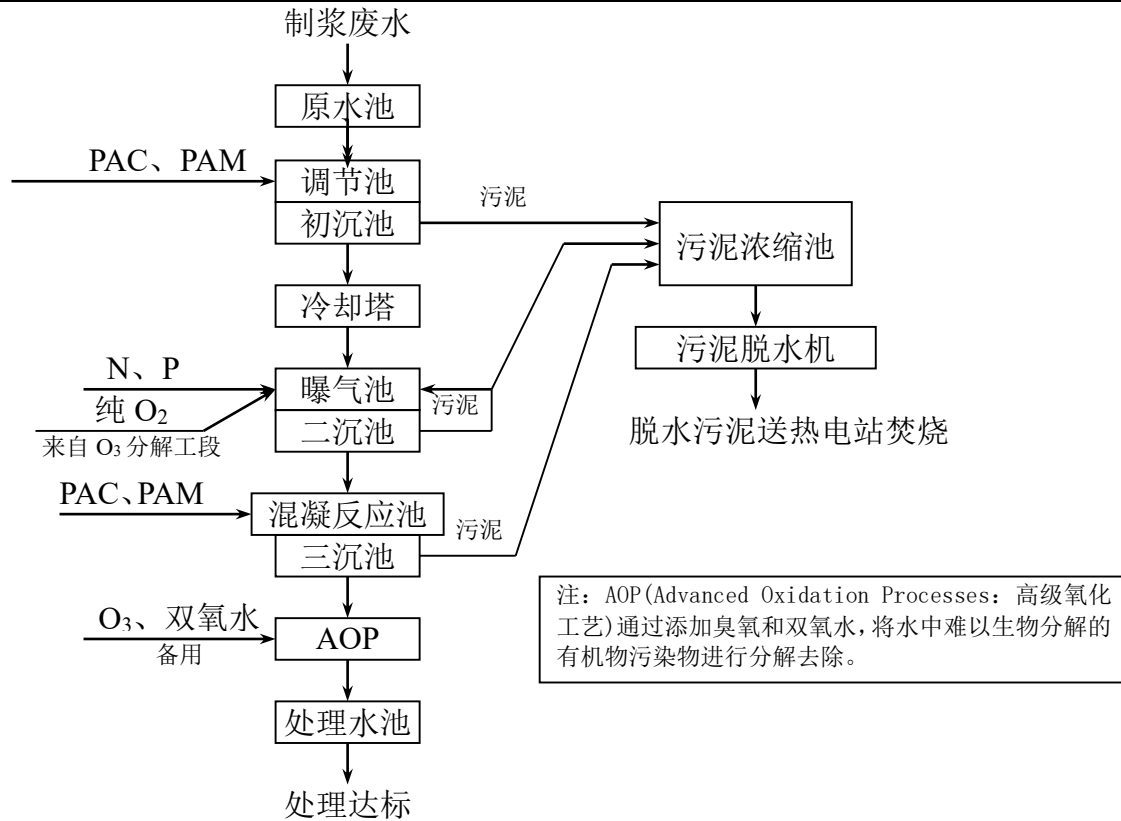 制浆废水
原水池
PAC、PAM
调节池
污泥
初沉池
污泥浓缩池
冷却塔
污泥脱水机
N、P
曝气池
污泥
纯 O₂
二沉池
脱水污泥送热电站焚烧
来自 O₃ 分解工段
PAC、PAM
混凝反应池
污泥
三沉池
O₃、双氧水
备用
AOP
注：AOP(Advanced Oxidation Processes：高级氧化
工艺)通过添加臭氧和双氧水，将水中难以生物分解的
有机物污染物进行分解去除。
处理水池
处理达标